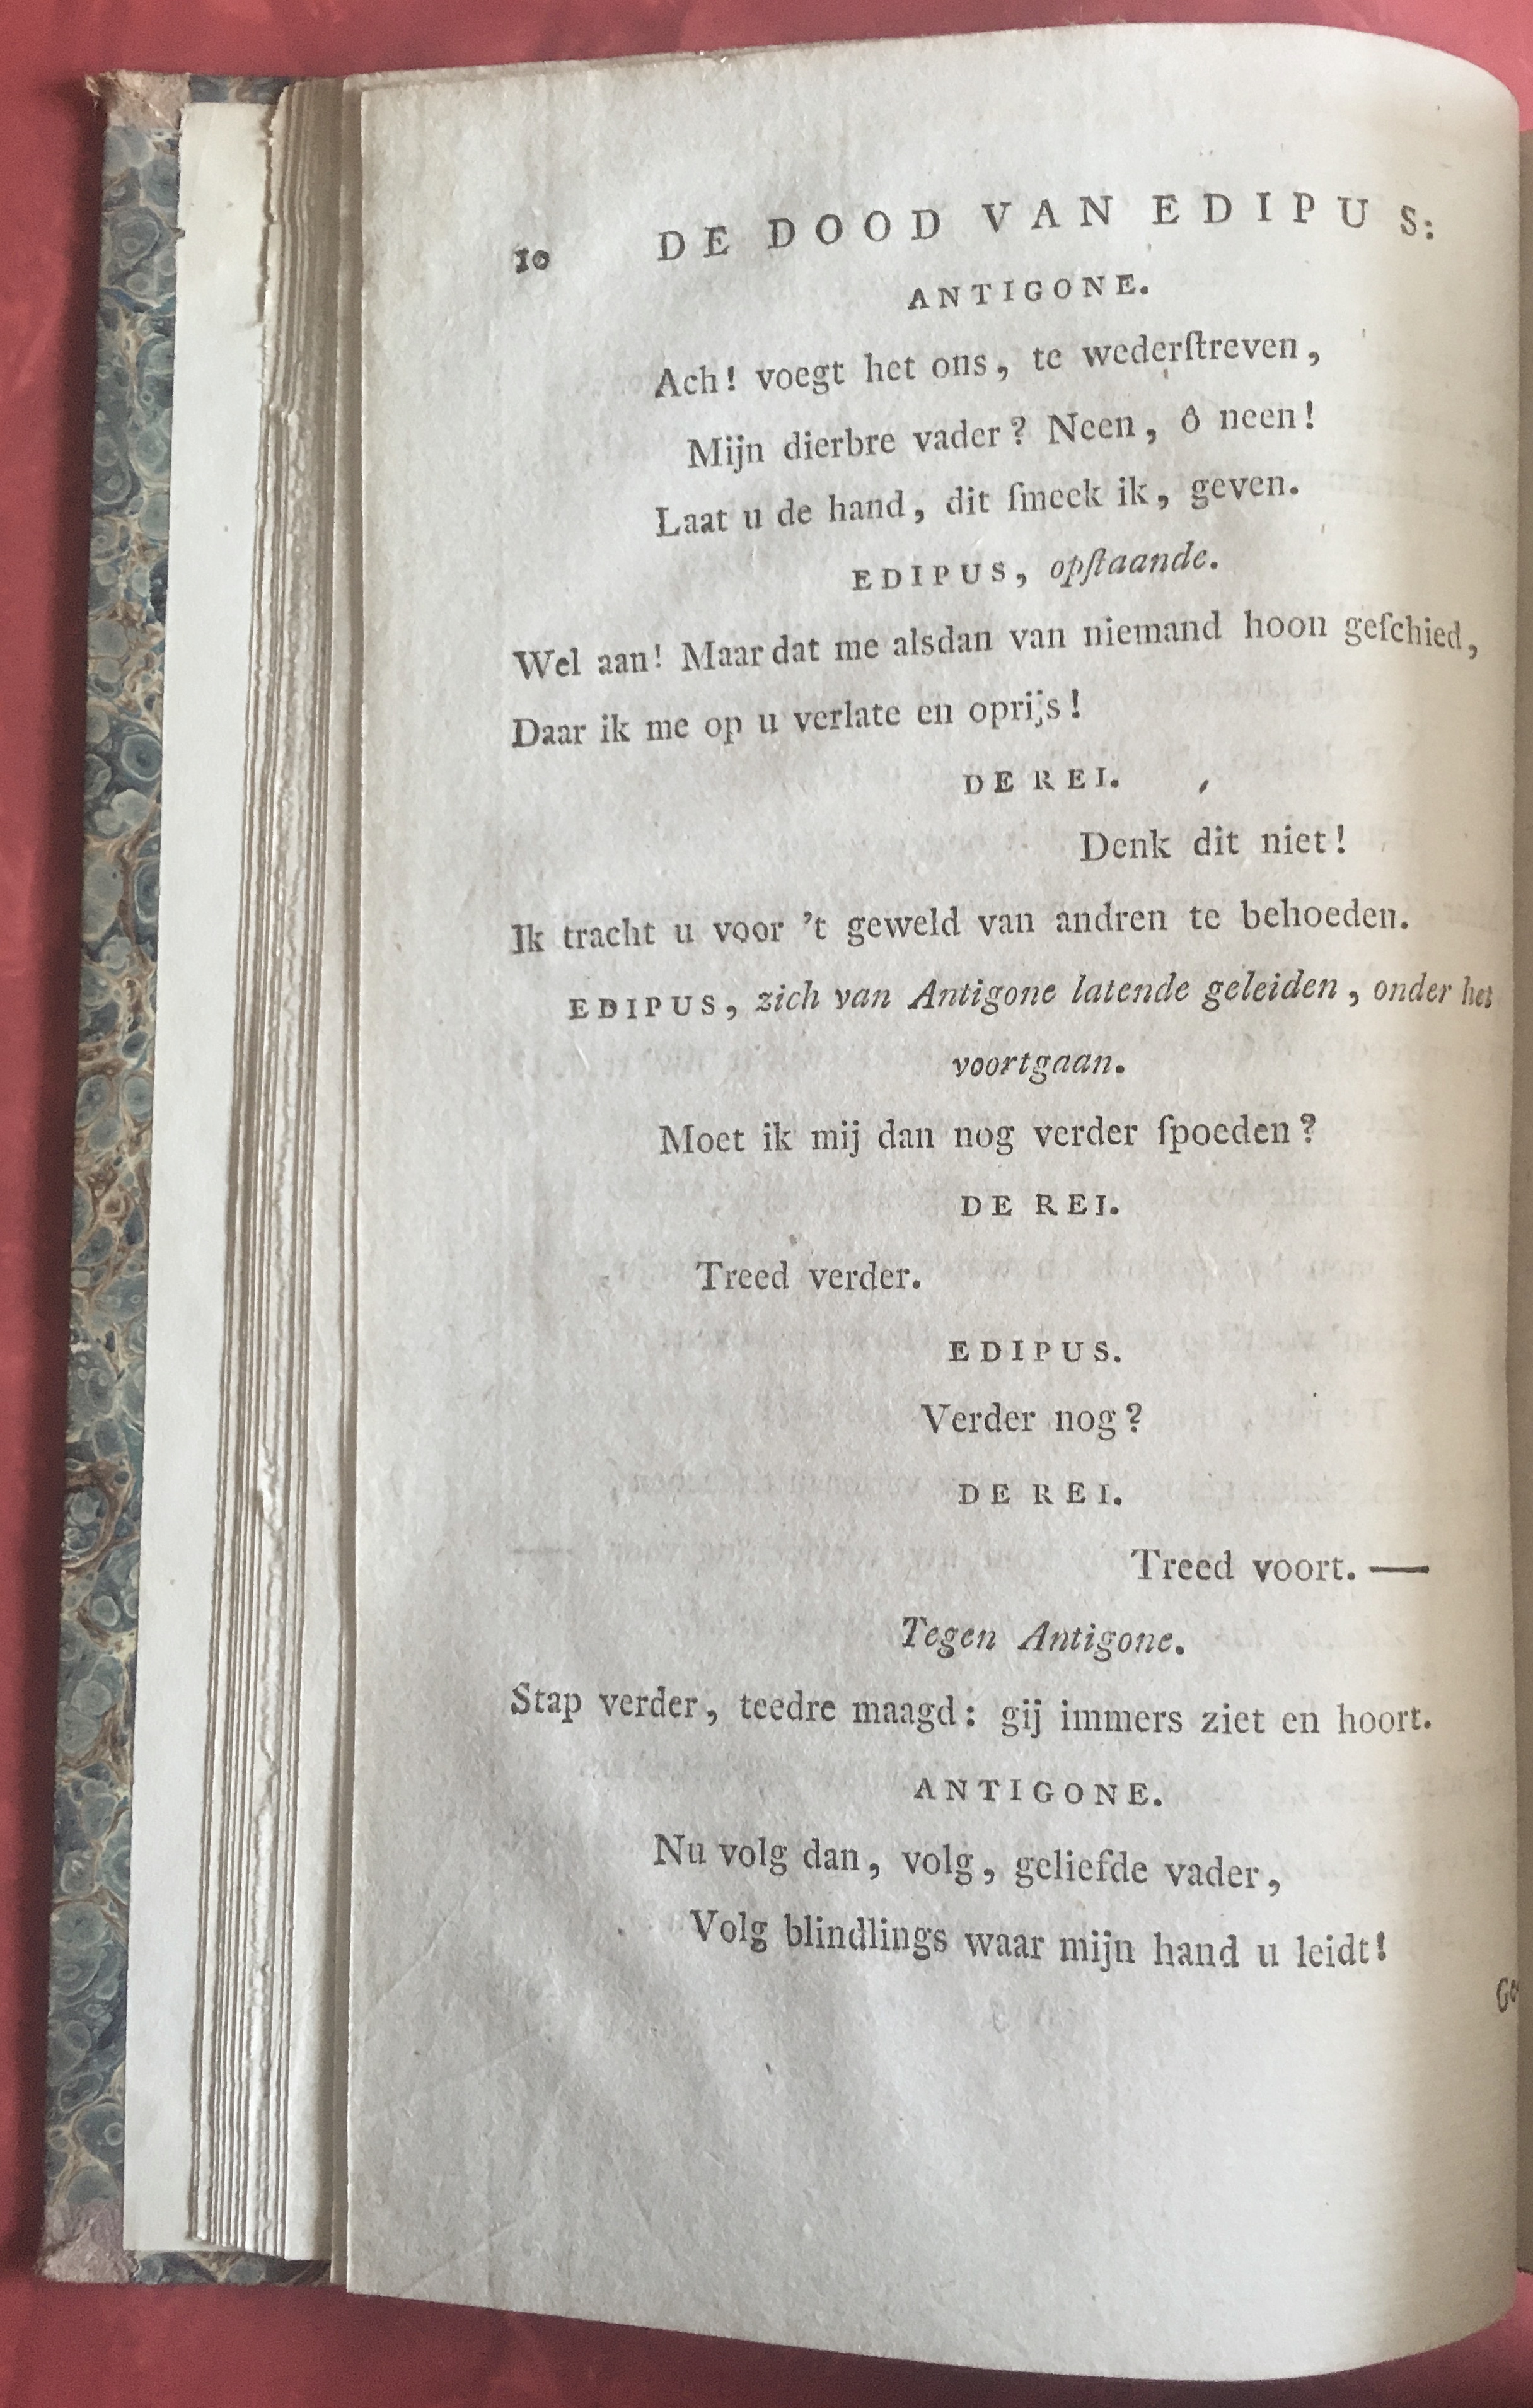 10 DE DOOD VAN EDIPUS:
ANTIGONE.
Ach! voegt het ons, te wederſtreven,
Mijn dierbre vader? Neen, ô neen!
Laat u de hand, dit ſmeek ik, geven.
EDIPUS, opſtaande.
Wel aan! Maar dat me alsdan van niemand hoon geſchied,
Daar ik me op u verlate en oprijs!
DE REI.
Denk dit niet!
Ik tracht u voor 't geweld van andren te behoeden.
EDIPUS, zich van Antigone latende geleiden, onder het
voortgaan.
Moet ik mij dan nog verder ſpoeden?
DE REI.
Treed verder.
EDIPUS.
Verder nog?
DE REI.
Treed voort. —
Tegen Antigone.
Stap verder, teedre maagd: gij immers ziet en hoort.
ANTIGONE.
Nu volg dan, volg, geliefde vader,
Volg blindlings waar mijn hand u leidt!